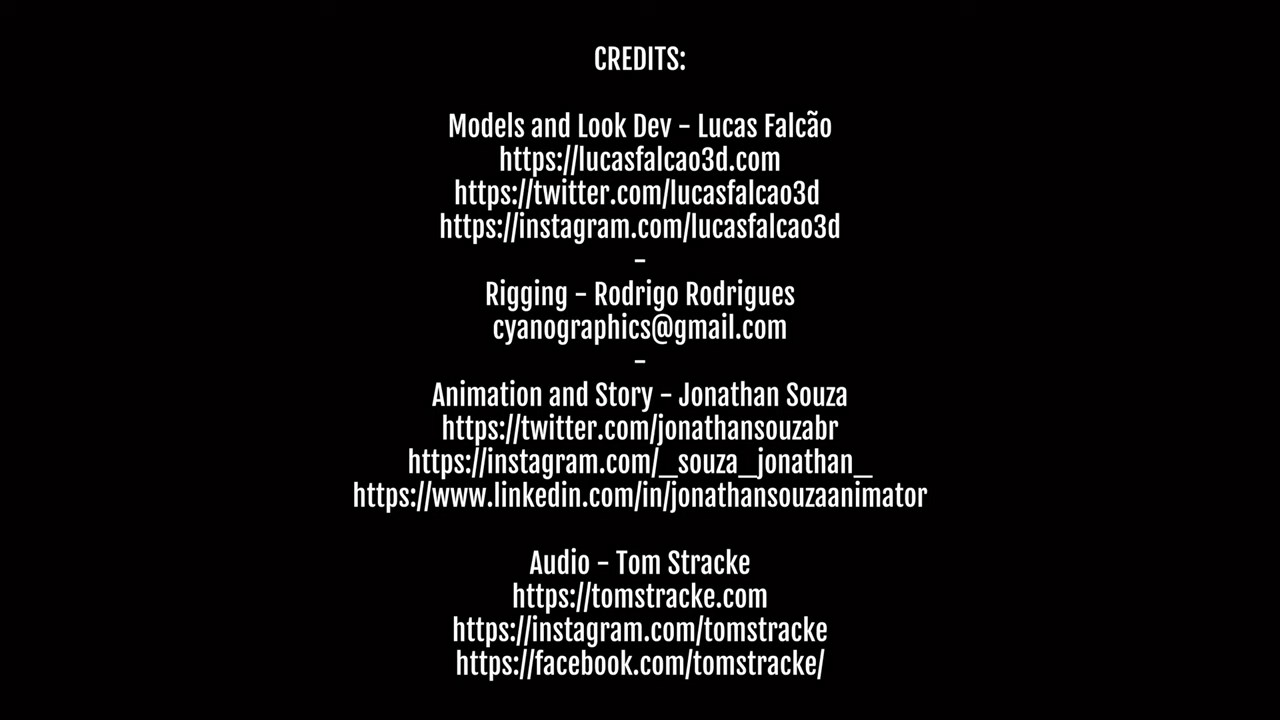 CREDITS:
Models and Look Dev - Lucas Falcão
https://lucasfalcao3d.com
https://twitter.com/lucasfalcao3d
https://instagram.com/lucasfalcao3d
-
Rigging - Rodrigo Rodrigues
cyanographics@gmail.com
-
Animation and Story - Jonathan Souza
https://twitter.com/jonathansouzabr
https://instagram.com/_souza_jonathan_
https://www.linkedin.com/in/jonathansouzaanimator
Audio - Tom Stracke
https://tomstracke.com
https://instagram.com/tomstracke
https://facebook.com/tomstracke/